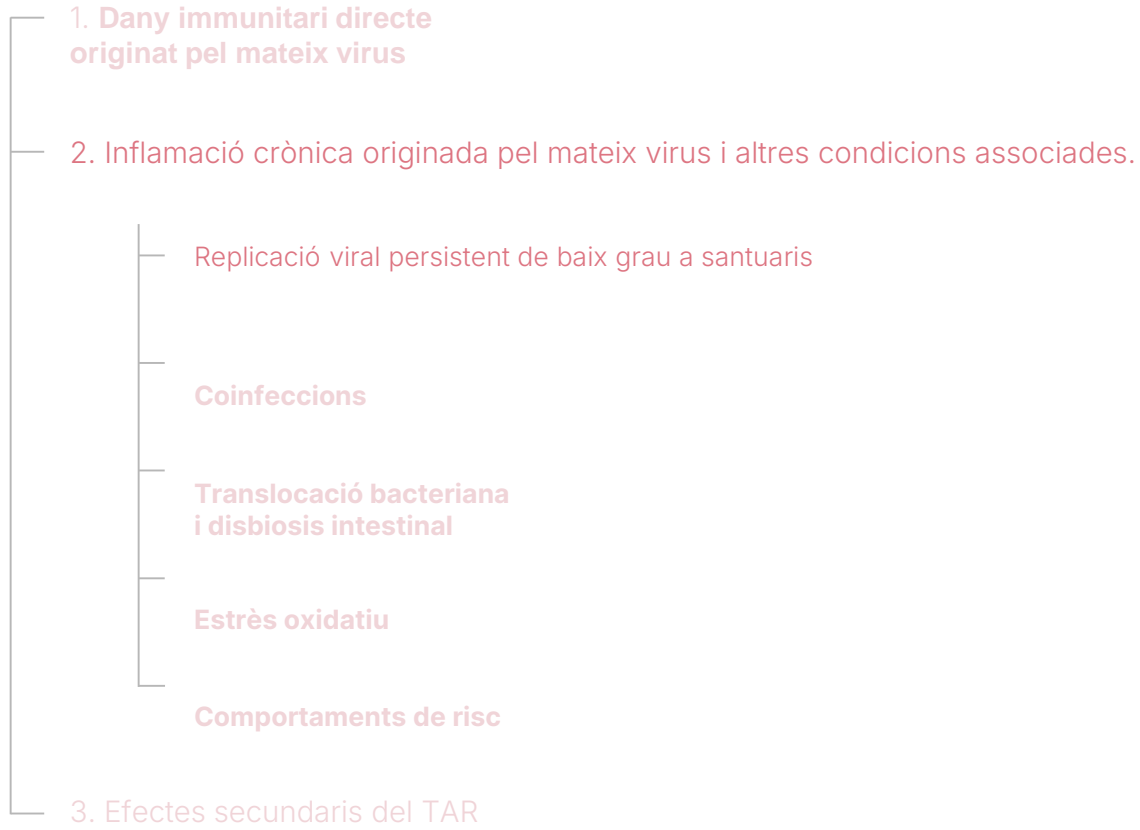 1. Dany immunitari directe
originat pel mateix virus
2. Inflamació crònica originada pel mateix virus i altres condicions associades.
Replicació viral persistent de baix grau a santuaris
Coinfeccions
Translocació bacteriana
i disbiosis intestinal
Estrès oxidatiu
Comportaments de risc
3. Efectes secundaris del TAR